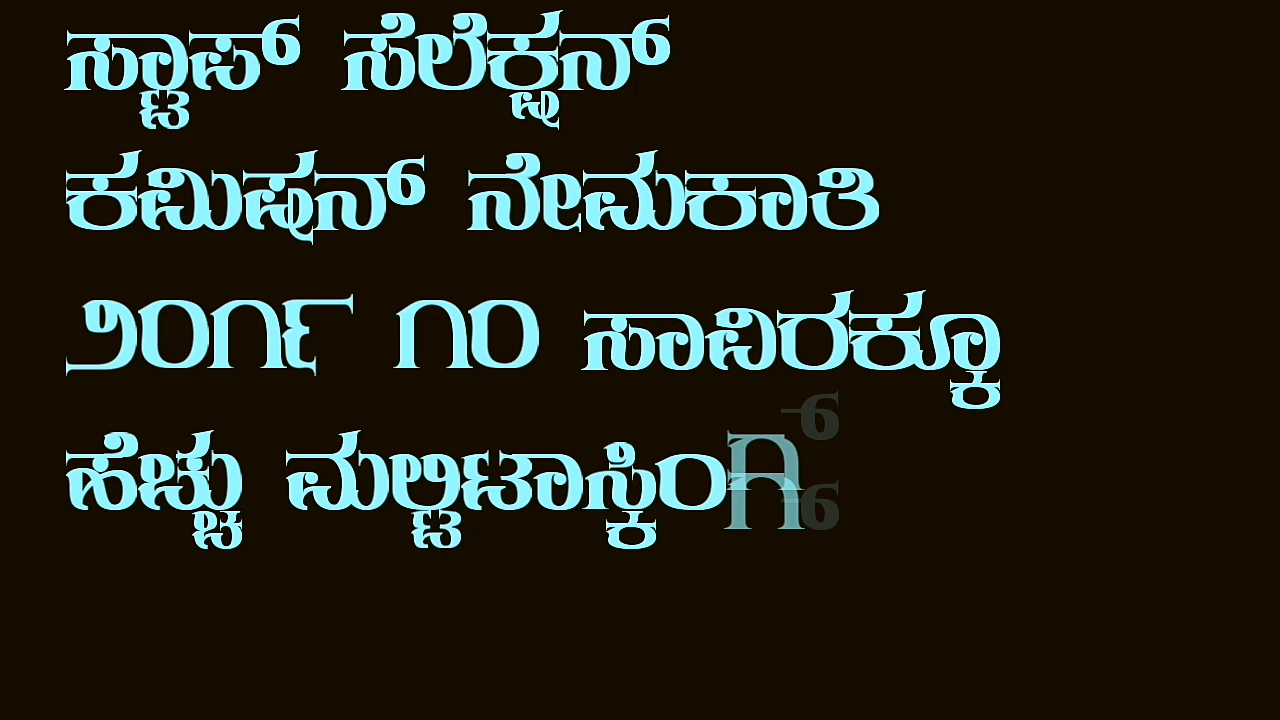 ಸ್ಟಾಫ್ ಸೆಲೆಕ್ಷನ್
ಕಮಿಷನ್ ನೇಮಕಾತಿ
೨೦೧೯ ೧೦ ಸಾವಿರಕ್ಕೂ
ಹೆಚ್ಚು ಮಲ್ಟಿಟಾಸ್ಕಿಂಗ್